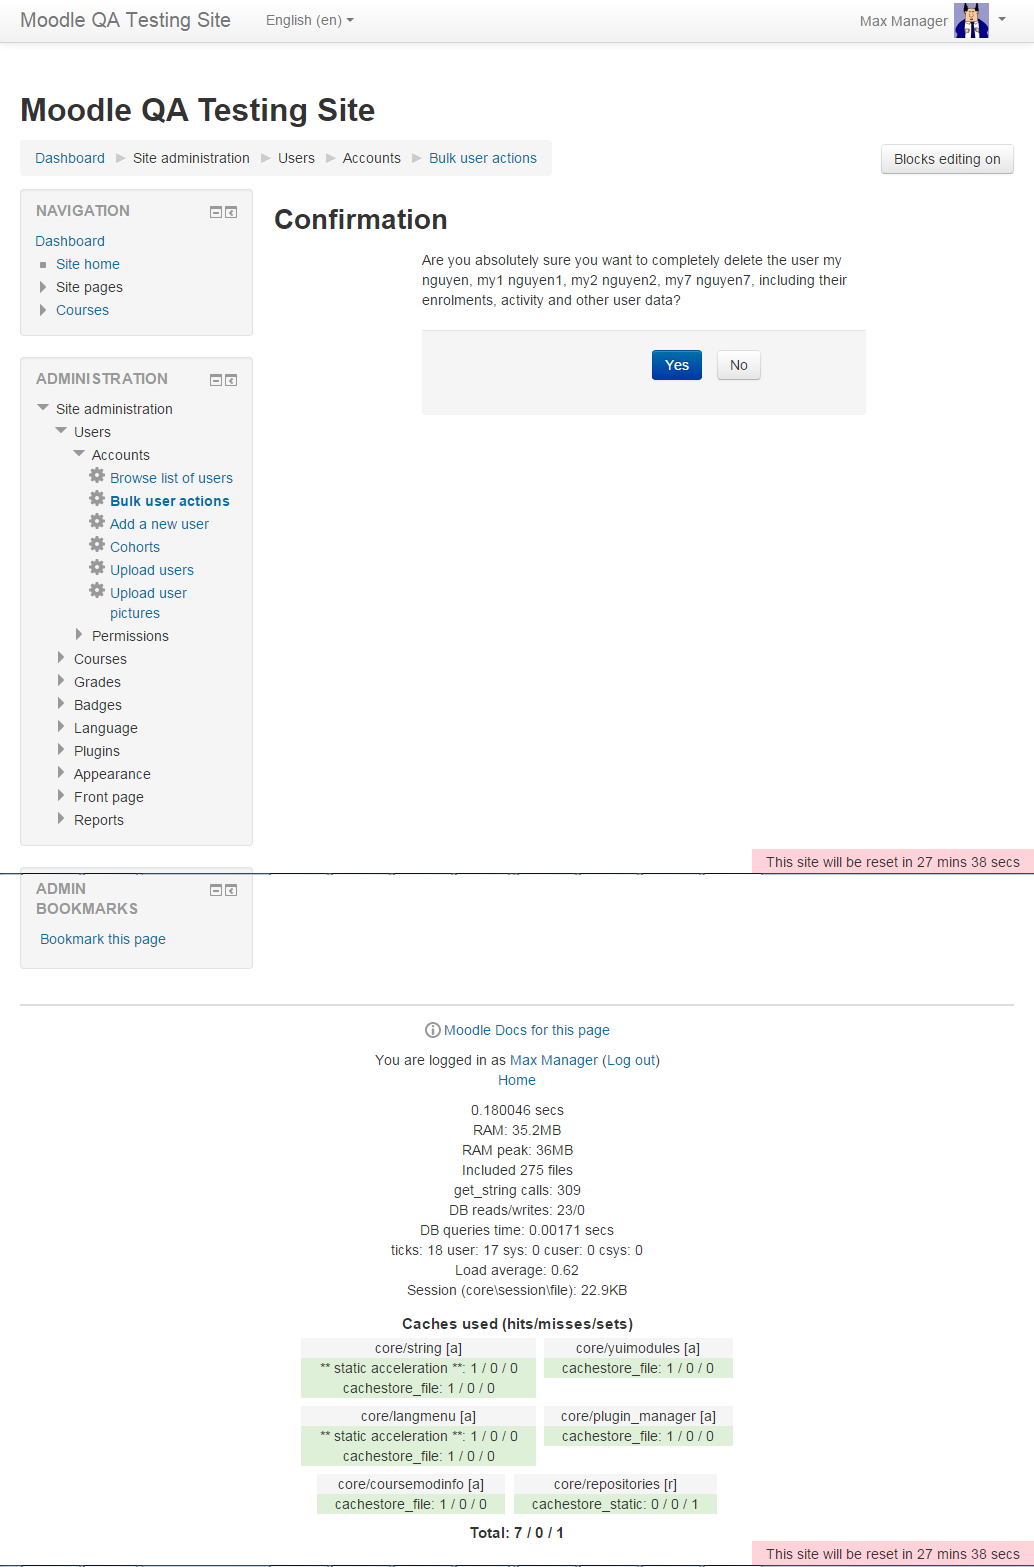 Moodle QA Testing Site
English (en)
Max Manager
Moodle QA Testing Site
Dashboard
Site administration
Users
Accounts
Bulk user actions
Blocks editing on
NAVIGATION
Dashboard
Site home
Site pages
Courses
Confirmation
Are you absolutely sure you want to completely delete the user my
nguyen, my1 nguyen1, my2 nguyen2, my7 nguyen7, including their
enrolments, activity and other user data?
Yes
No
ADMINISTRATION
Site administration
Users
Accounts
Browse list of users
Bulk user actions
Add a new user
Cohorts
Upload users
Upload user
pictures
Permissions
Courses
Grades
Badges
Language
Plugins
Appearance
Front page
Reports
This site will be reset in 27 mins 38 secs
ADMIN
BOOKMARKS
Bookmark this page
Moodle Docs for this page
You are logged in as Max Manager (Log out)
Home
0.180046 secs
RAM: 35.2MB
RAM peak: 36MB
Included 275 files
get_string calls: 309
DB reads/writes: 23/0
DB queries time: 0.00171 secs
ticks: 18 user: 17 sys: 0 cuser: 0 csys: 0
Load average: 0.62
Session (core\session\file): 22.9KB
Caches used (hits/misses/sets)
core/string [a]
** static acceleration **: 1 / 0 / 0
cachestore_file: 1 / 0 / 0
core/yuimodules [a]
cachestore_file: 1 / 0 / 0
core/langmenu [a]
** static acceleration **: 1 / 0 / 0
cachestore_file: 1 / 0 / 0
core/plugin_manager [a]
cachestore_file: 1 / 0 / 0
core/coursemodinfo [a]
cachestore_file: 1 / 0 / 0
core/repositories [r]
cachestore_static: 0 / 0 / 1
Total: 7 / 0 / 1
This site will be reset in 27 mins 38 secs